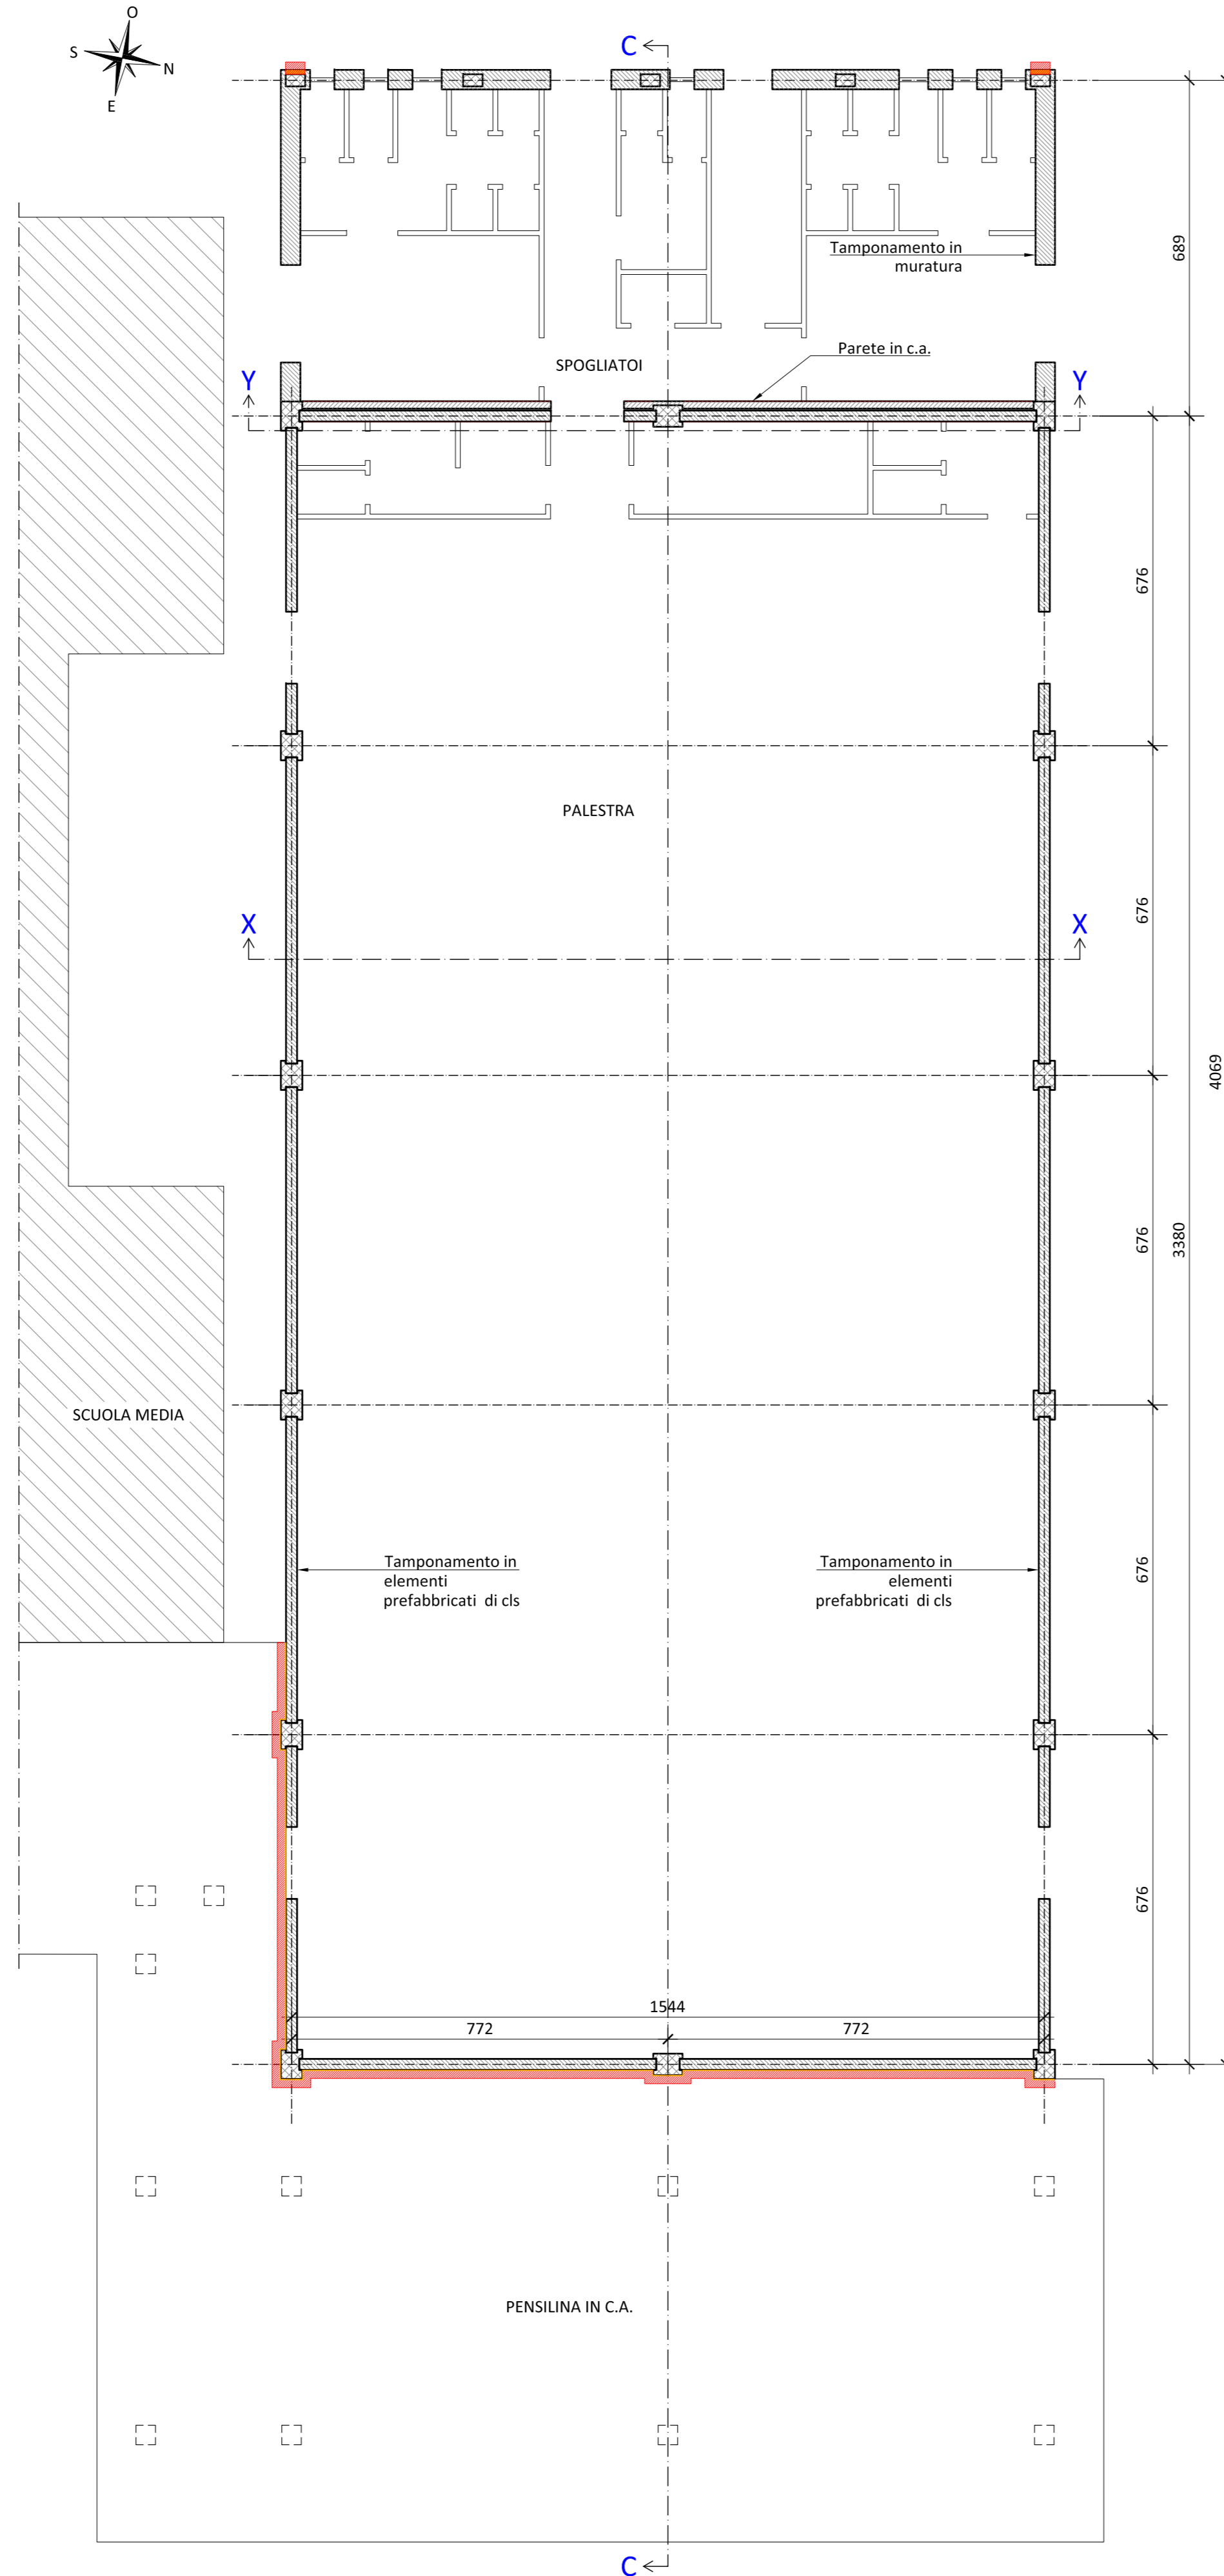 O
S
N
E
C
Tamponamento in
muratura
689
Parete in c.a.
SPOGLIATOI
Y
Y
676
PALESTRA
X
X
676
4069
676
3380
SCUOLA MEDIA
Tamponamento in
elementi
prefabbricati di cls
Tamponamento in
elementi
prefabbricati di cls
676
676
1544
772
772
PENSILINA IN C.A.
C